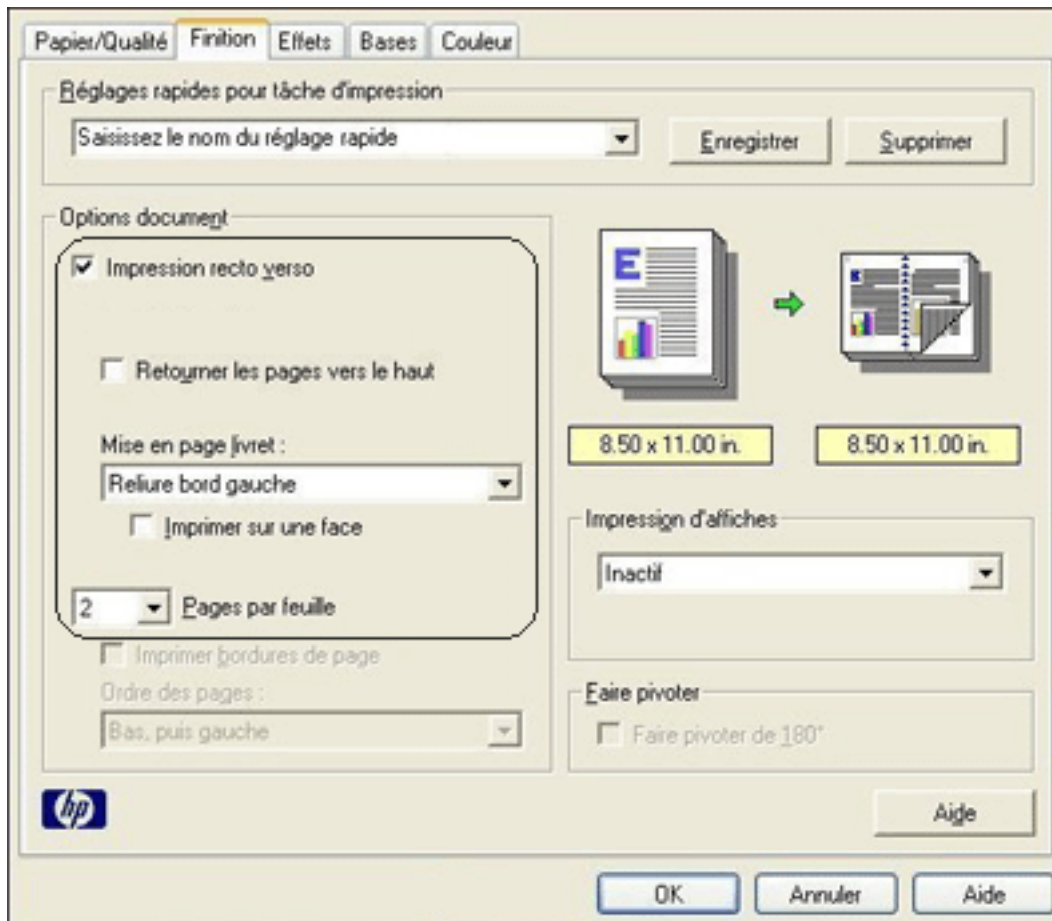 Papier/Qualité Finition Effets Bases Couleur
Réglages rapides pour tâche d'impression
Saisissez le nom du réglage rapide Enregistrer Supprimer
Options document
Impression recto verso
Retourner les pages vers le haut
Mise en page livret :
Reliure bord gauche
Imprimer sur une face
2 Pages par feuille
Imprimer bordures de page
Ordre des pages :
Bas, puis gauche
E
8.50 x 11.00 in. 8.50 x 11.00 in.
Impression d'affiches
Inactif
Faire pivoter
Faire pivoter de 180°
hp
Aide
OK Annuler Aide